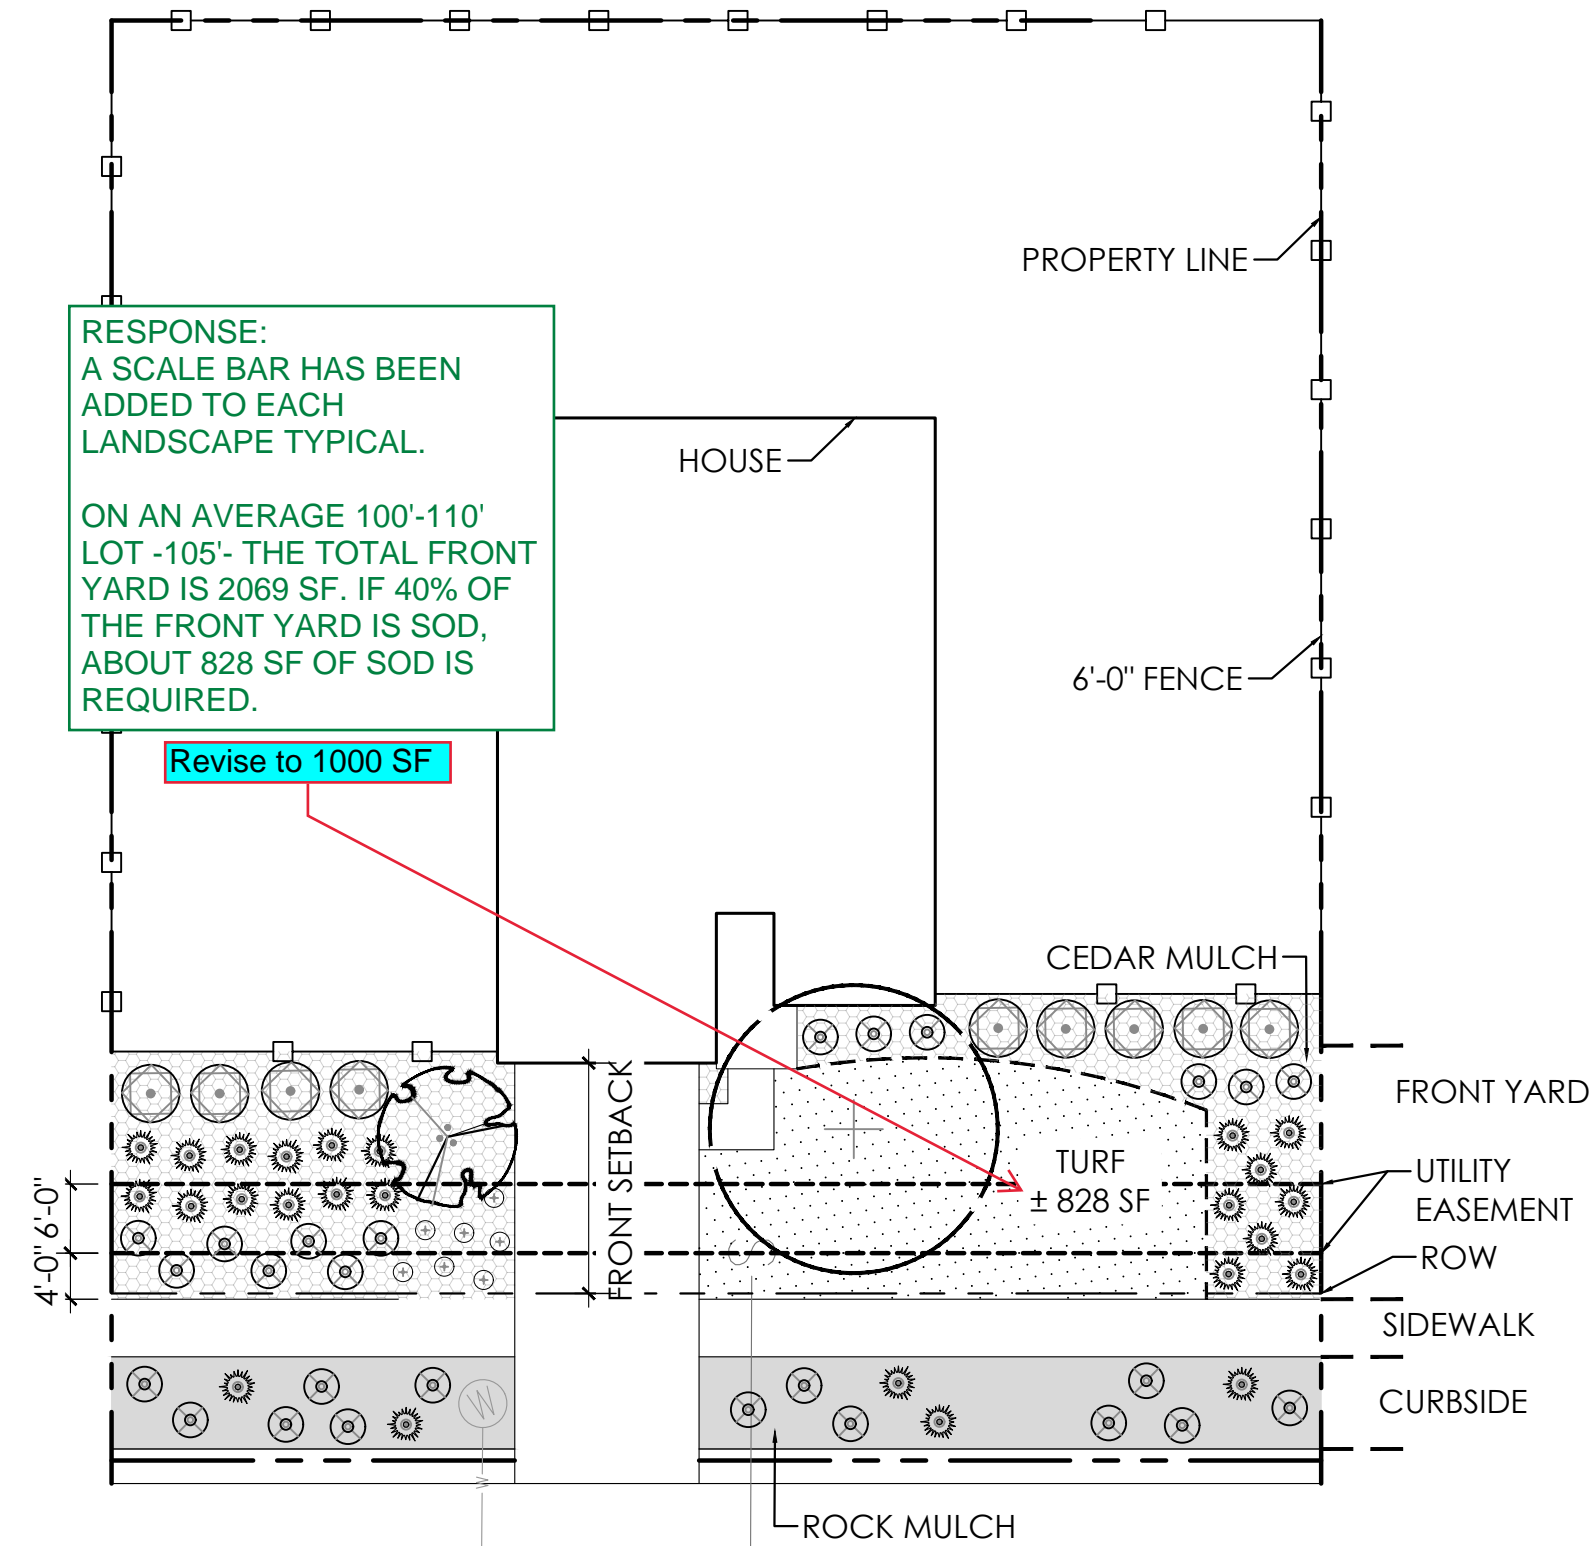 PROPERTY LINE
RESPONSE:
A SCALE BAR HAS BEEN
ADDED TO EACH
LANDSCAPE TYPICAL.
ON AN AVERAGE 100'-110'
LOT -105'- THE TOTAL FRONT
YARD IS 2069 SF. IF 40% OF
THE FRONT YARD IS SOD,
ABOUT 828 SF OF SOD IS
REQUIRED.
HOUSE
6'-0" FENCE
Revise to 1000 SF
CEDAR MULCH
FRONT YARD
FRONT SETBACK
TURF
± 828 SF
UTILITY
EASEMENT
6'-0"
4'-0"
ROW
SIDEWALK
CURBSIDE
W
W
ROCK MULCH